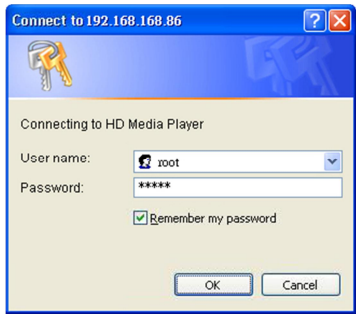 Connect to 192.168.168.86
Connecting to HD Media Player
User name: root
Password: *****
Remember my password
OK Cancel